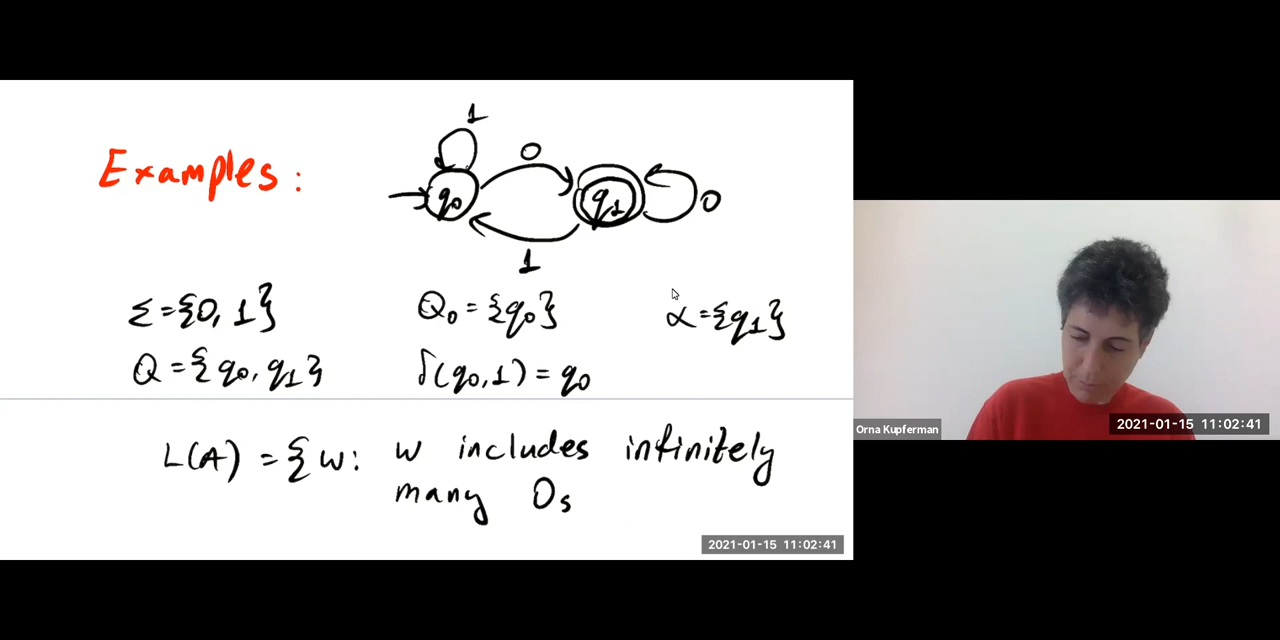 1
Examples:
0
q0
q1
0
1
Σ={0,1}
Q0={q0}
α={q1}
Q={q0,q1}
δ(q0,1)=q0
L(A)={w: w includes infinitely
many 0s
Orna Kupferman
2021-01-15 11:02:41
2021-01-15 11:02:41